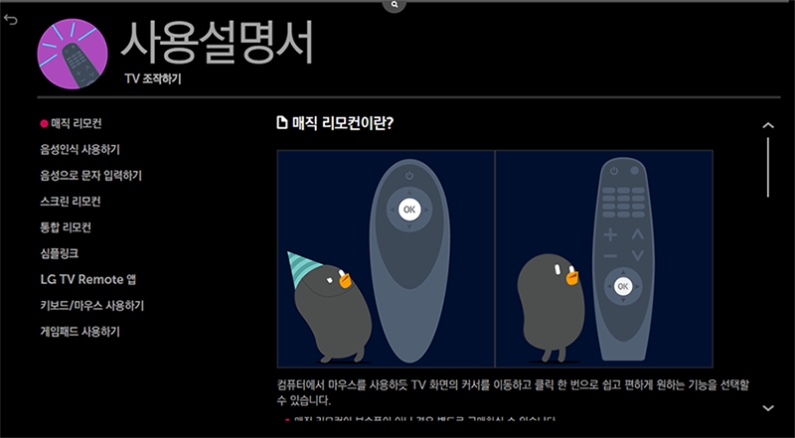 사용설명서
TV 조작하기
매직 리모컨
음성인식 사용하기
음성으로 문자 입력하기
스크린 리모컨
통합 리모컨
심플링크
LG TV Remote 앱
키보드/마우스 사용하기
게임패드 사용하기
매직 리모컨이란?
OK
OK
컴퓨터에서 마우스를 사용하듯 TV 화면의 커서를 이동하고 클릭 한 번으로 쉽고 편하게 원하는 기능을 선택할
수 있습니다.